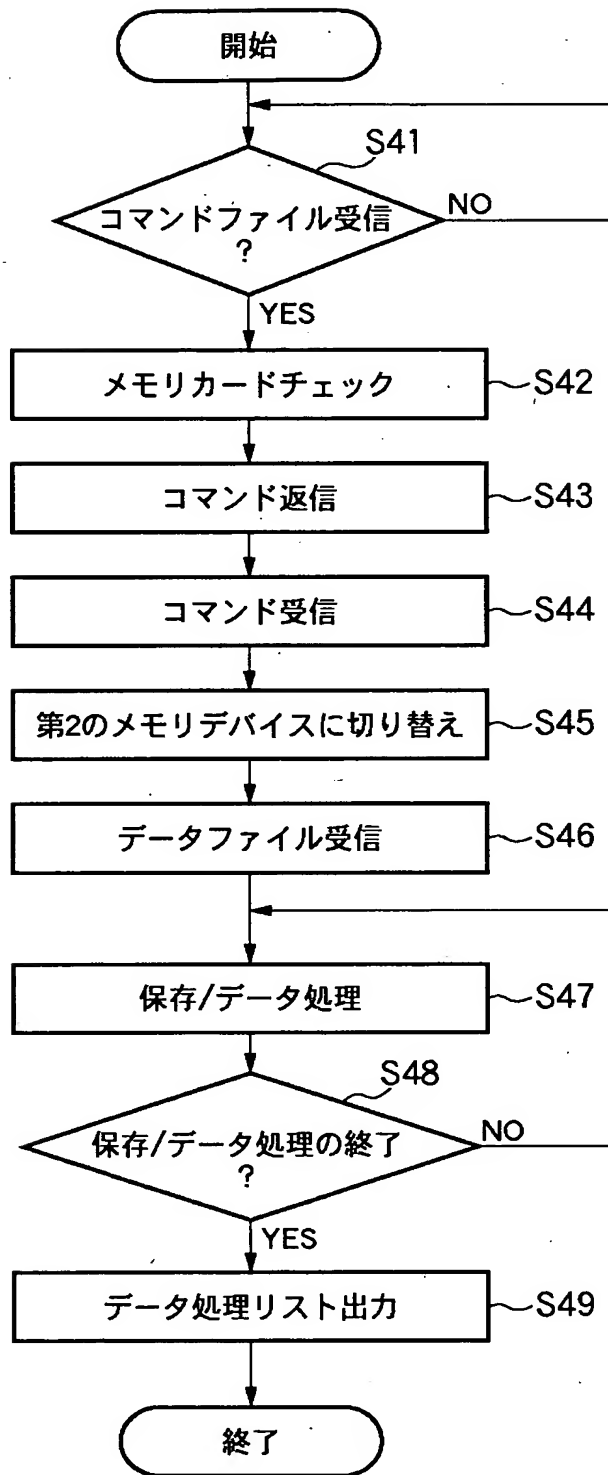 開始
S41
コマンドファイル受信
?
NO
YES
メモリカードチェック
S42
コマンド返信
S43
コマンド受信
S44
第2のメモリデバイスに切り替え
S45
データファイル受信
S46
保存/データ処理
S47
S48
保存/データ処理の終了
?
NO
YES
データ処理リスト出力
S49
終了